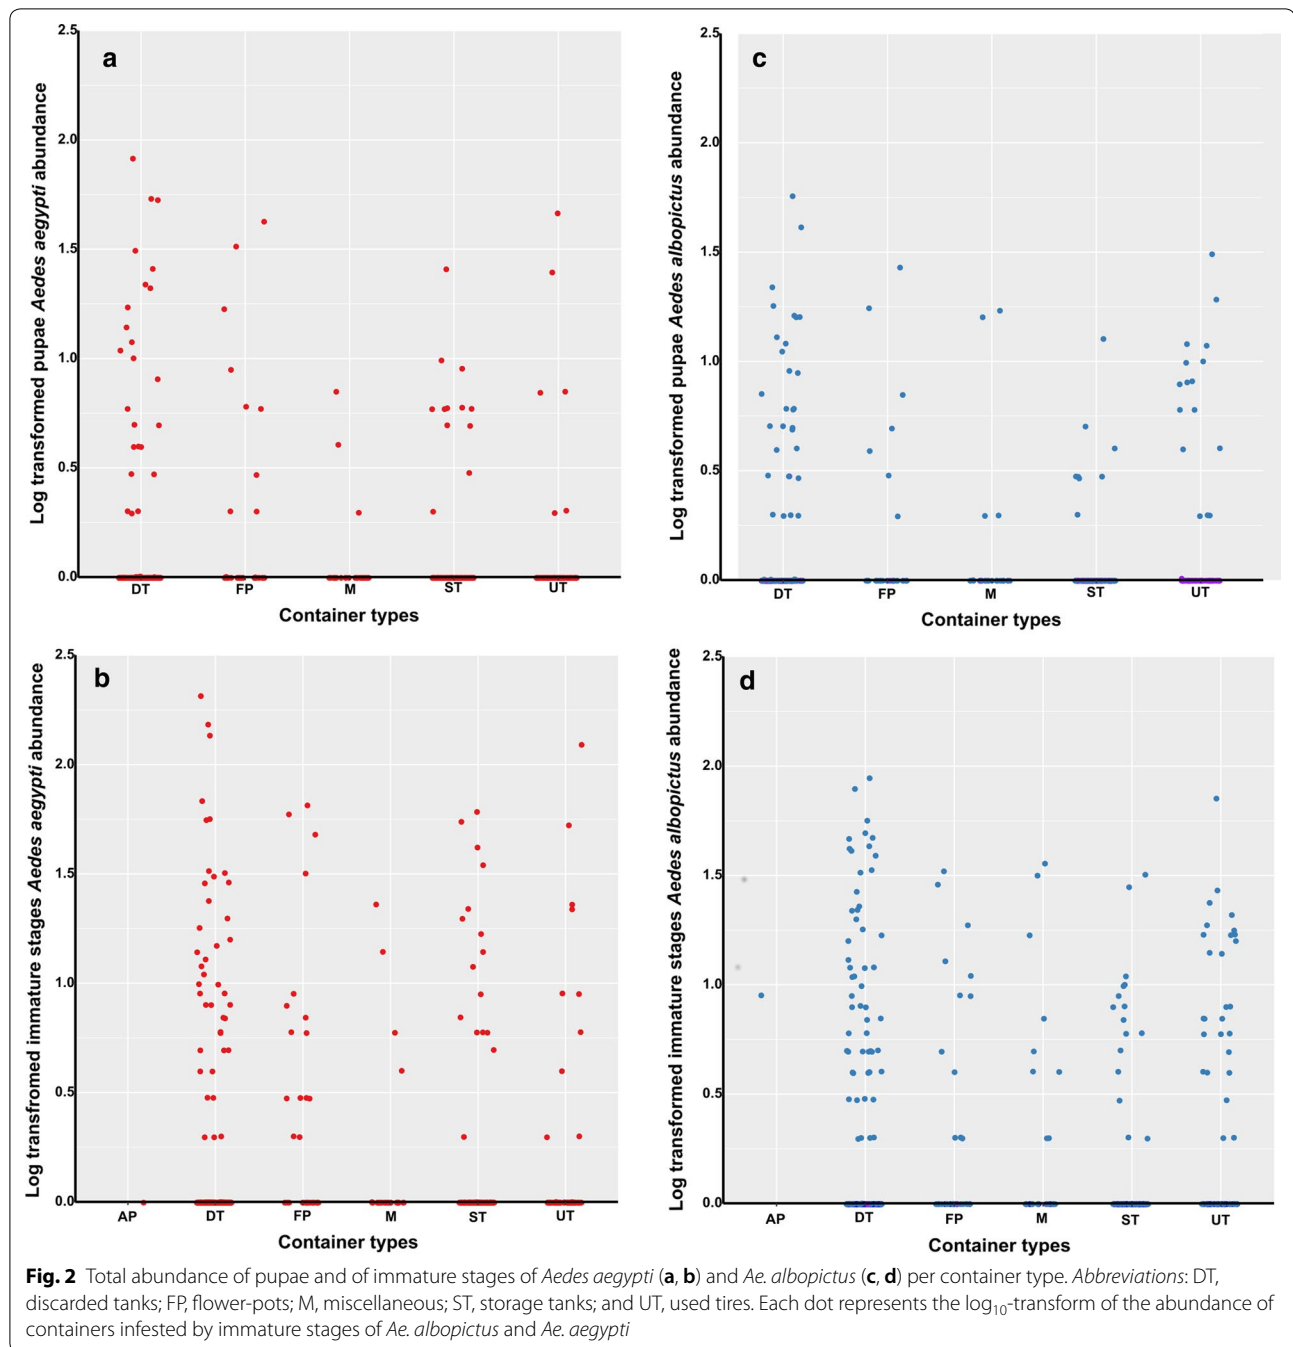 a
Log transformed pupae Aedes aegypti abundance
2.5
2.0
1.5
1.0
0.5
0.0
DT FP M ST UT
Container types
c
Log transformed pupae Aedes albopictus abundance
2.5
2.0
1.5
1.0
0.5
0.0
DT FP M ST UT
Container types
b
Log transfromed immature stages Aedes aegypti abundance
2.5
2.0
1.5
1.0
0.5
0.0
AP DT FP M ST UT
Container types
d
Log transformed immature stages Aedes albopictus abundance
2.5
2.0
1.5
1.0
0.5
0.0
AP DT FP M ST UT
Container types
Fig. 2 Total abundance of pupae and of immature stages of Aedes aegypti (a, b) and Ae. albopictus (c, d) per container type. Abbreviations: DT,
discarded tanks; FP, flower-pots; M, miscellaneous; ST, storage tanks; and UT, used tires. Each dot represents the log10-transform of the abundance of
containers infested by immature stages of Ae. albopictus and Ae. aegypti